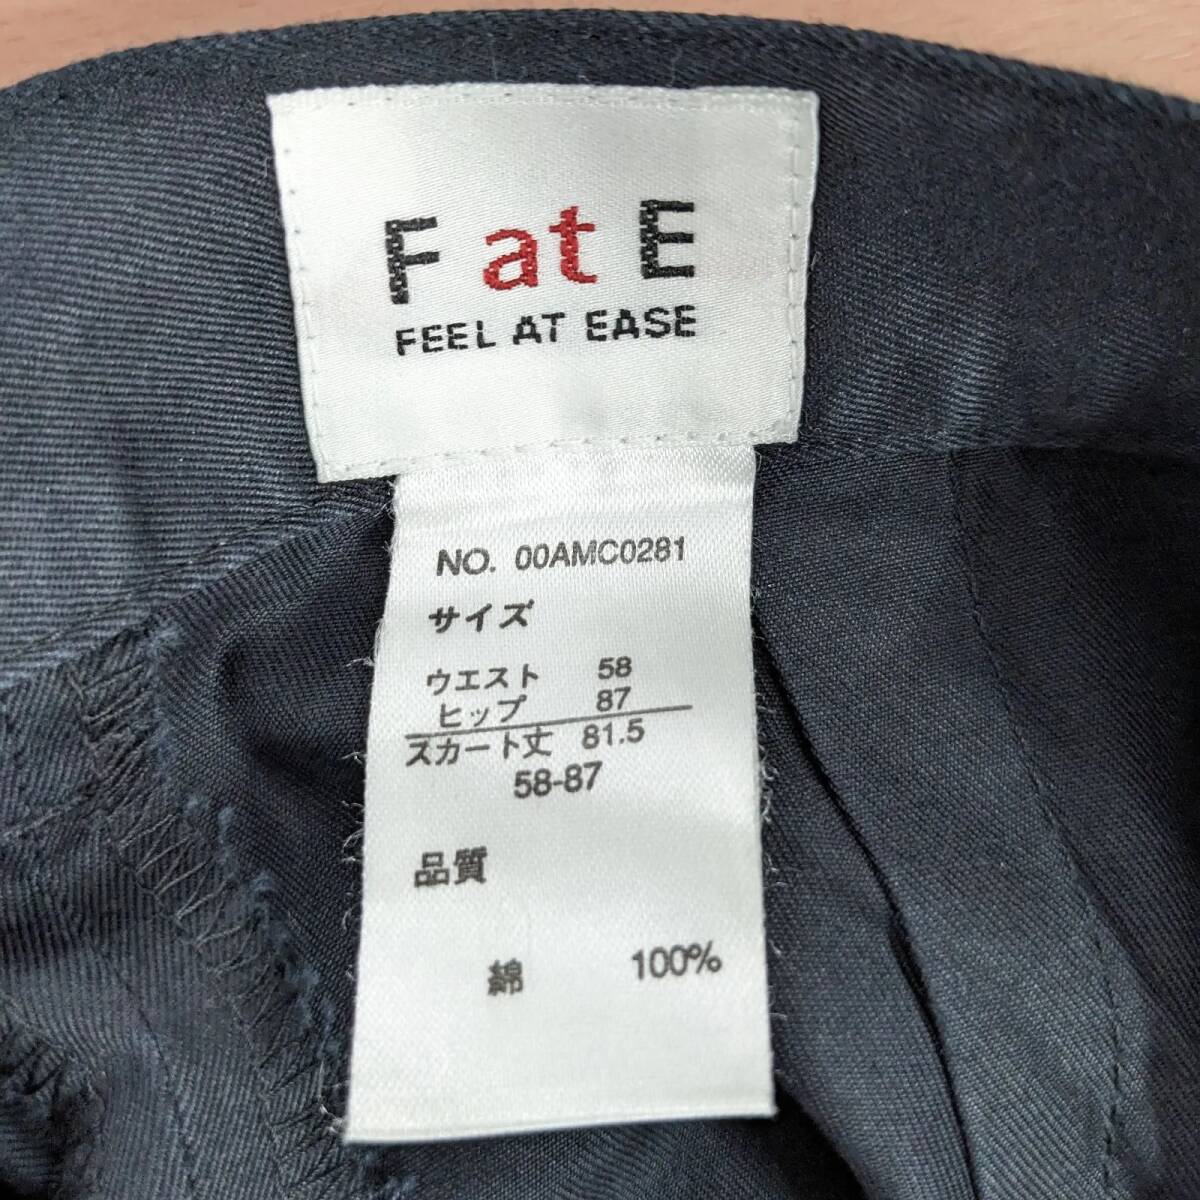 F at E
FEEL AT EASE
NO. 00AMC0281
サイズ
ウエスト 58
ヒップ 87
スカート丈 81.5
58-87
品質
綿 100%